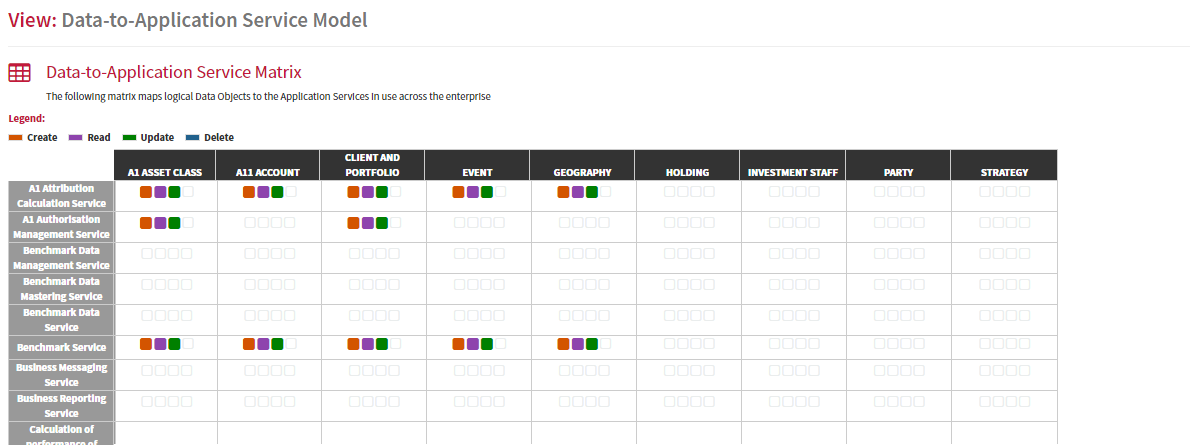 View: Data-to-Application Service Model
Data-to-Application Service Matrix
The following matrix maps logical Data Objects to the Application Services in use across the enterprise
Legend:
Create Read Update Delete
CLIENT AND
A1 ASSET CLASS A11 ACCOUNT PORTFOLIO EVENT GEOGRAPHY HOLDING INVESTMENT STAFF PARTY STRATEGY
A1 Attribution
Calculation Service
A1 Authorisation
Management Service
Benchmark Data
Management Service
Benchmark Data
Mastering Service
Benchmark Data
Service
Benchmark Service
Business Messaging
Service
Business Reporting
Service
Calculation of
performance of